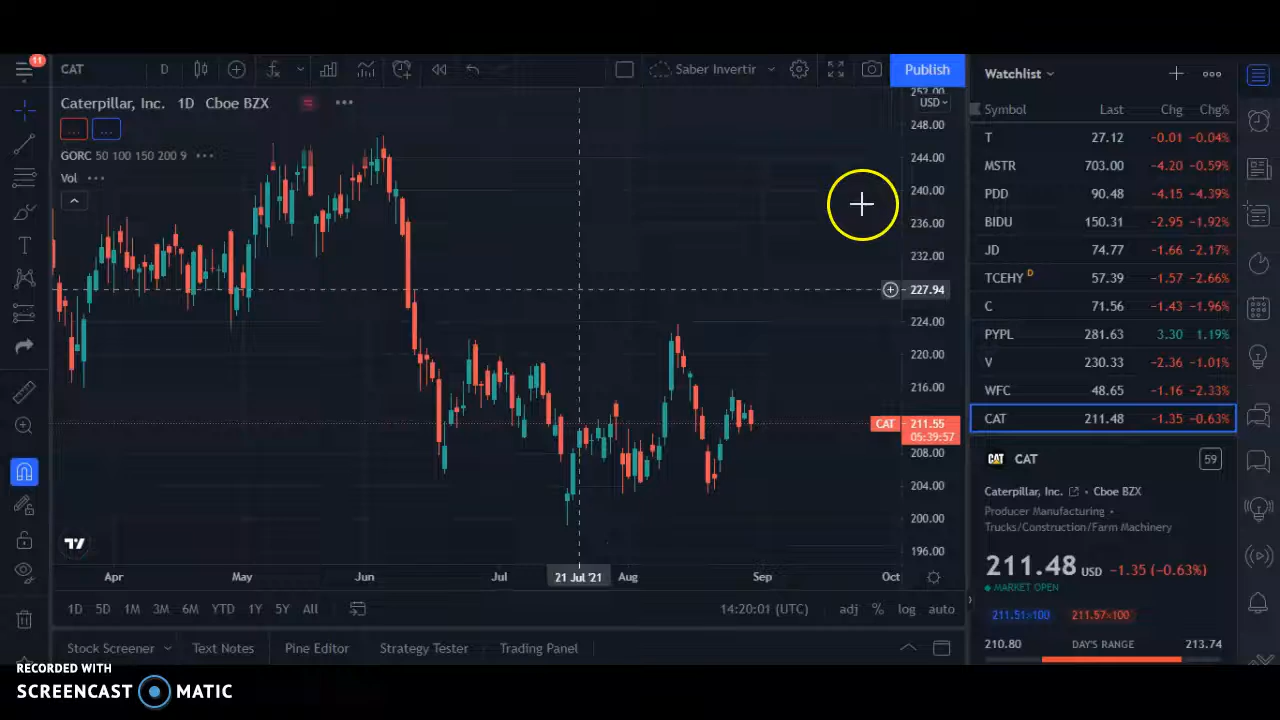 11
CAT D Saber Invertir Publish
Caterpillar, Inc. 1D Cboe BZX
... ...
GORC 50 100 150 200 9
Vol
252.00
USD
248.00
244.00
240.00
236.00
232.00
227.94
224.00
220.00
216.00
CAT 211.55
05:39:57
208.00
204.00
200.00
196.00
Apr May Jun Jul 21 Jul '21 Aug Sep Oct
1D 5D 1M 3M 6M YTD 1Y 5Y All 14:20:01 (UTC) adj % log auto
Stock Screener Text Notes Pine Editor Strategy Tester Trading Panel
Watchlist
Symbol Last Chg Chg%
T 27.12 -0.01 -0.04%
MSTR 703.00 -4.20 -0.59%
PDD 90.48 -4.15 -4.39%
BIDU 150.31 -2.95 -1.92%
JD 74.77 -1.66 -2.17%
TCEHY D 57.39 -1.57 -2.66%
C 71.56 -1.43 -1.96%
PYPL 281.63 3.30 1.19%
V 230.33 -2.36 -1.01%
WFC 48.65 -1.16 -2.33%
CAT 211.48 -1.35 -0.63%
CAT CAT 59
Caterpillar, Inc. • Cboe BZX
Producer Manufacturing •
Trucks/Construction/Farm Machinery
211.48 USD -1.35 (-0.63%)
MARKET OPEN
211.51×100 211.57×100
210.80 DAY'S RANGE 213.74
RECORDED WITH
SCREENCAST MATIC